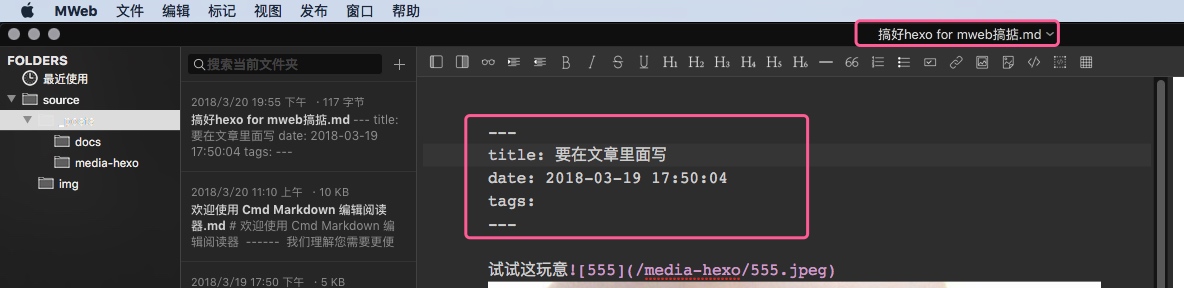 MWeb 文件 编辑 标记 视图 发布 窗口 帮助
搞好hexo for mweb搞掂.md
FOLDERS
最近使用
source
docs
media-hexo
img
搜索当前文件夹
2018/3/20 19:55 下午 · 117 字节
搞好hexo for mweb搞掂.md --- title:
要在文章里面写 date: 2018-03-19
17:50:04 tags: ---
2018/3/20 11:10 上午 · 10 KB
欢迎使用 Cmd Markdown 编辑阅读
器.md # 欢迎使用 Cmd Markdown 编
辑阅读器 ------ 我们理解您需要更便
2018/3/19 17:50 下午 · 5 KB
B I S U H1 H2 H3 H4 H5 H6 — 66
---
title: 要在文章里面写
date: 2018-03-19 17:50:04
tags:
---
试试这玩意![555](/media-hexo/555.jpeg)